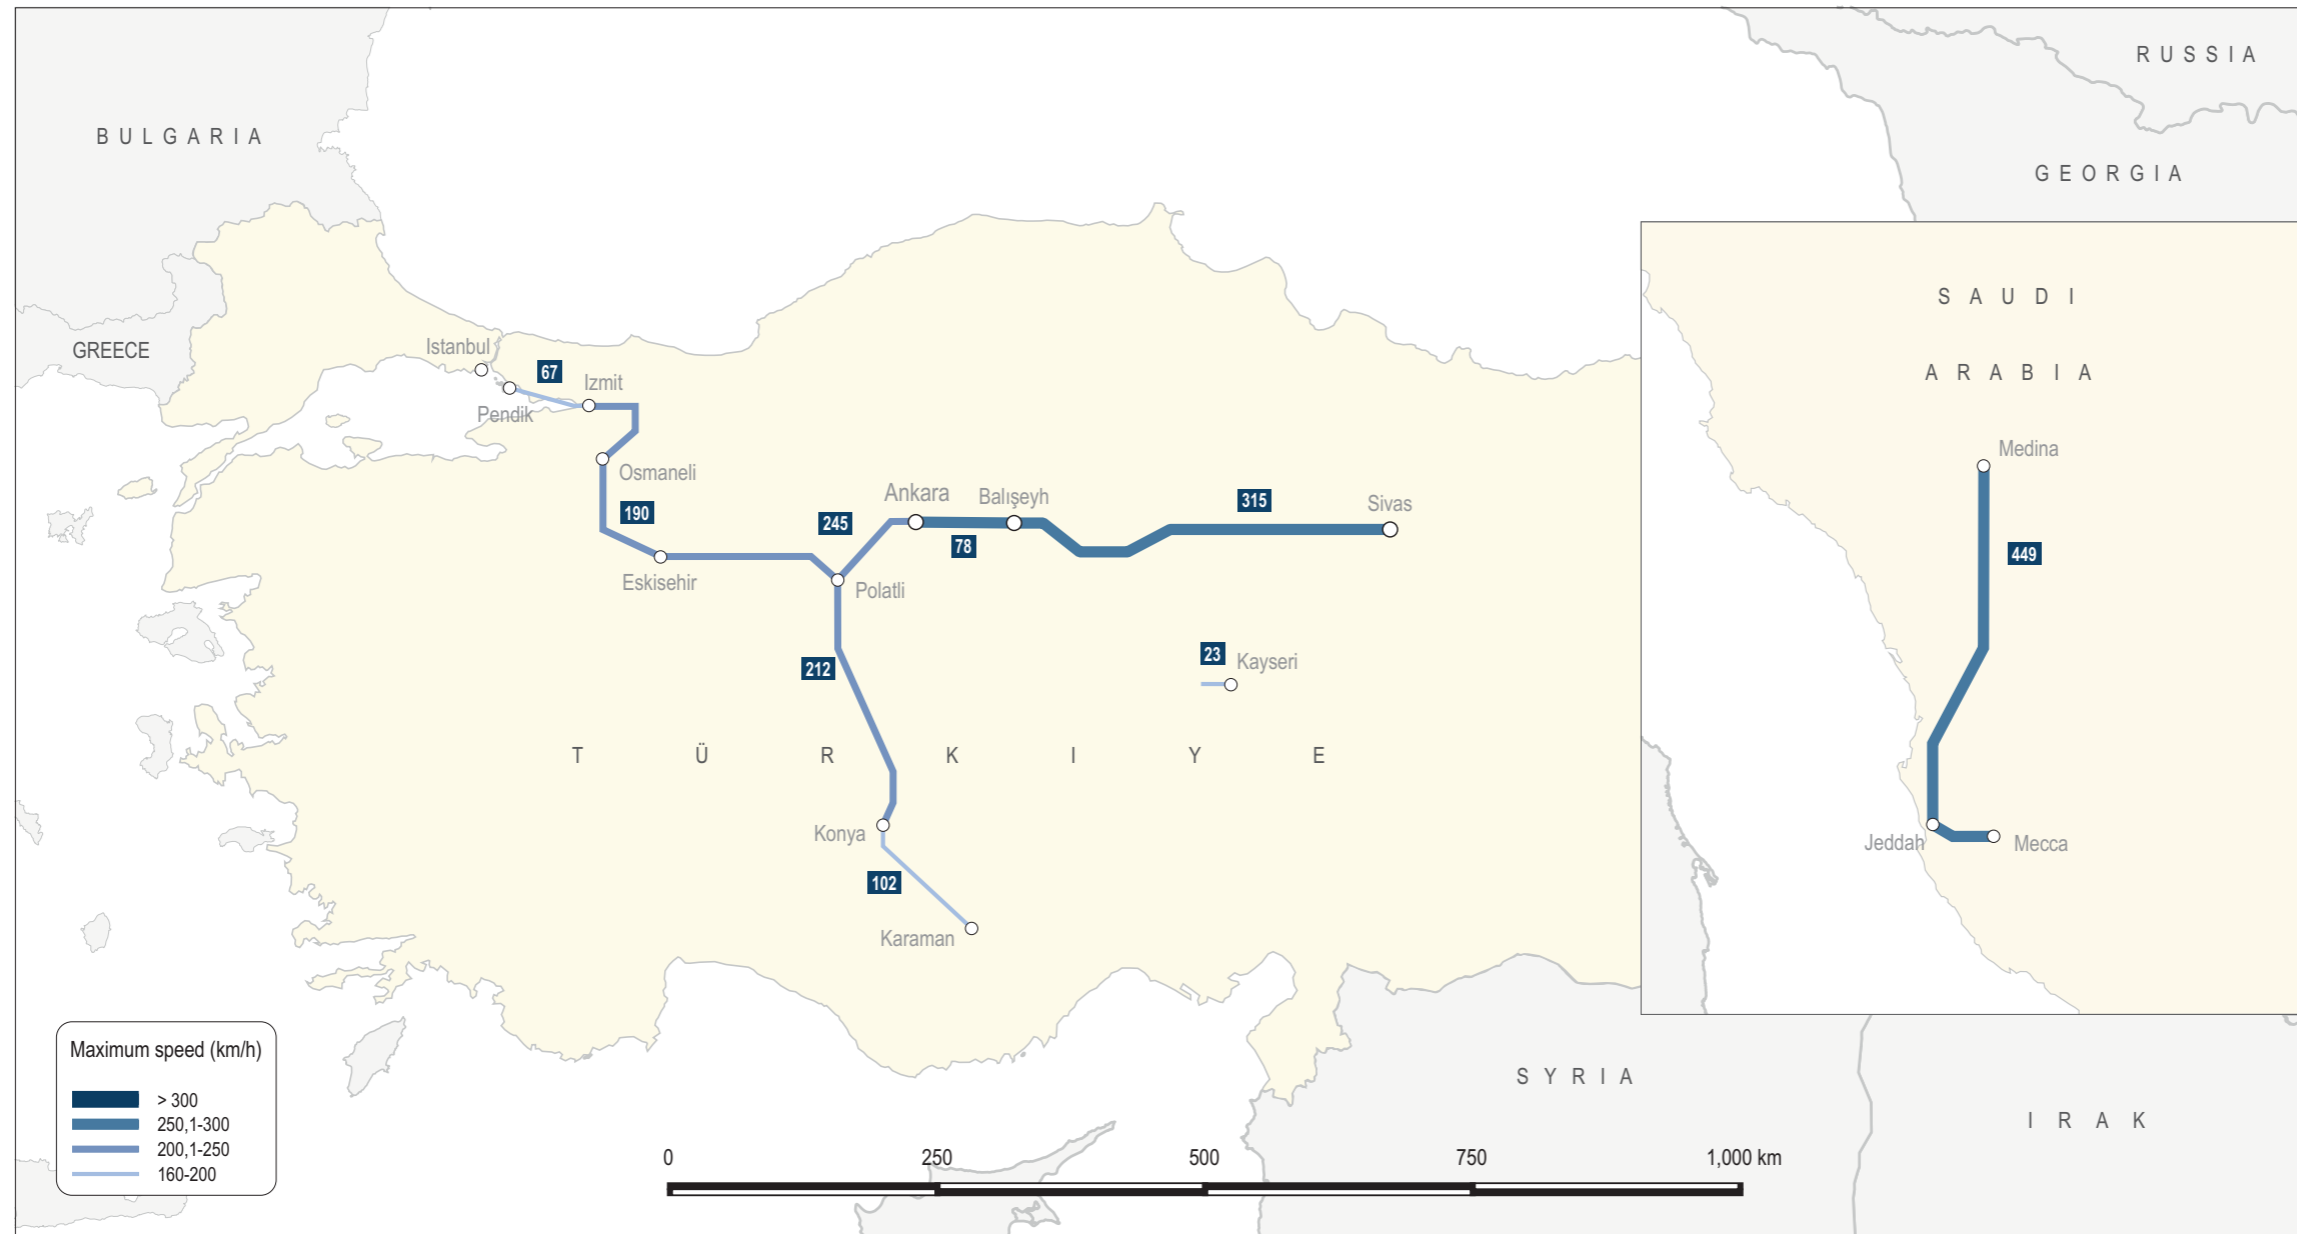 RUSSIA
BULGARIA
GEORGIA
SAUDI
ARABIA
GREECE
Istanbul
67
Izmit
Pendik
Osmaneli
190
Eskisehir
245
Ankara
Balışeyh
78
315
Sivas
Polatli
212
23
Kayseri
TÜRKIYE
Konya
102
Karaman
Medina
449
Jeddah
Mecca
SYRIA
IRAK
Maximum speed (km/h)
> 300
250,1-300
200,1-250
160-200
0 250 500 750 1,000 km